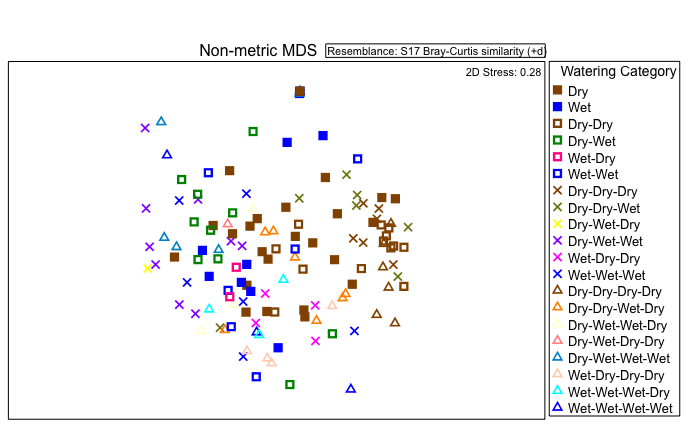 Non-metric MDS
Resemblance: S17 Bray-Curtis similarity (+d)
2D Stress: 0.28
Watering Category
Dry
Wet
Dry-Dry
Dry-Wet
Wet-Dry
Wet-Wet
Dry-Dry-Dry
Dry-Dry-Wet
Dry-Wet-Dry
Dry-Wet-Wet
Wet-Dry-Dry
Wet-Wet-Wet
Dry-Dry-Dry-Dry
Dry-Dry-Wet-Dry
Dry-Wet-Wet-Dry
Dry-Wet-Dry-Dry
Dry-Wet-Wet-Wet
Wet-Dry-Dry-Dry
Wet-Wet-Wet-Dry
Wet-Wet-Wet-Wet